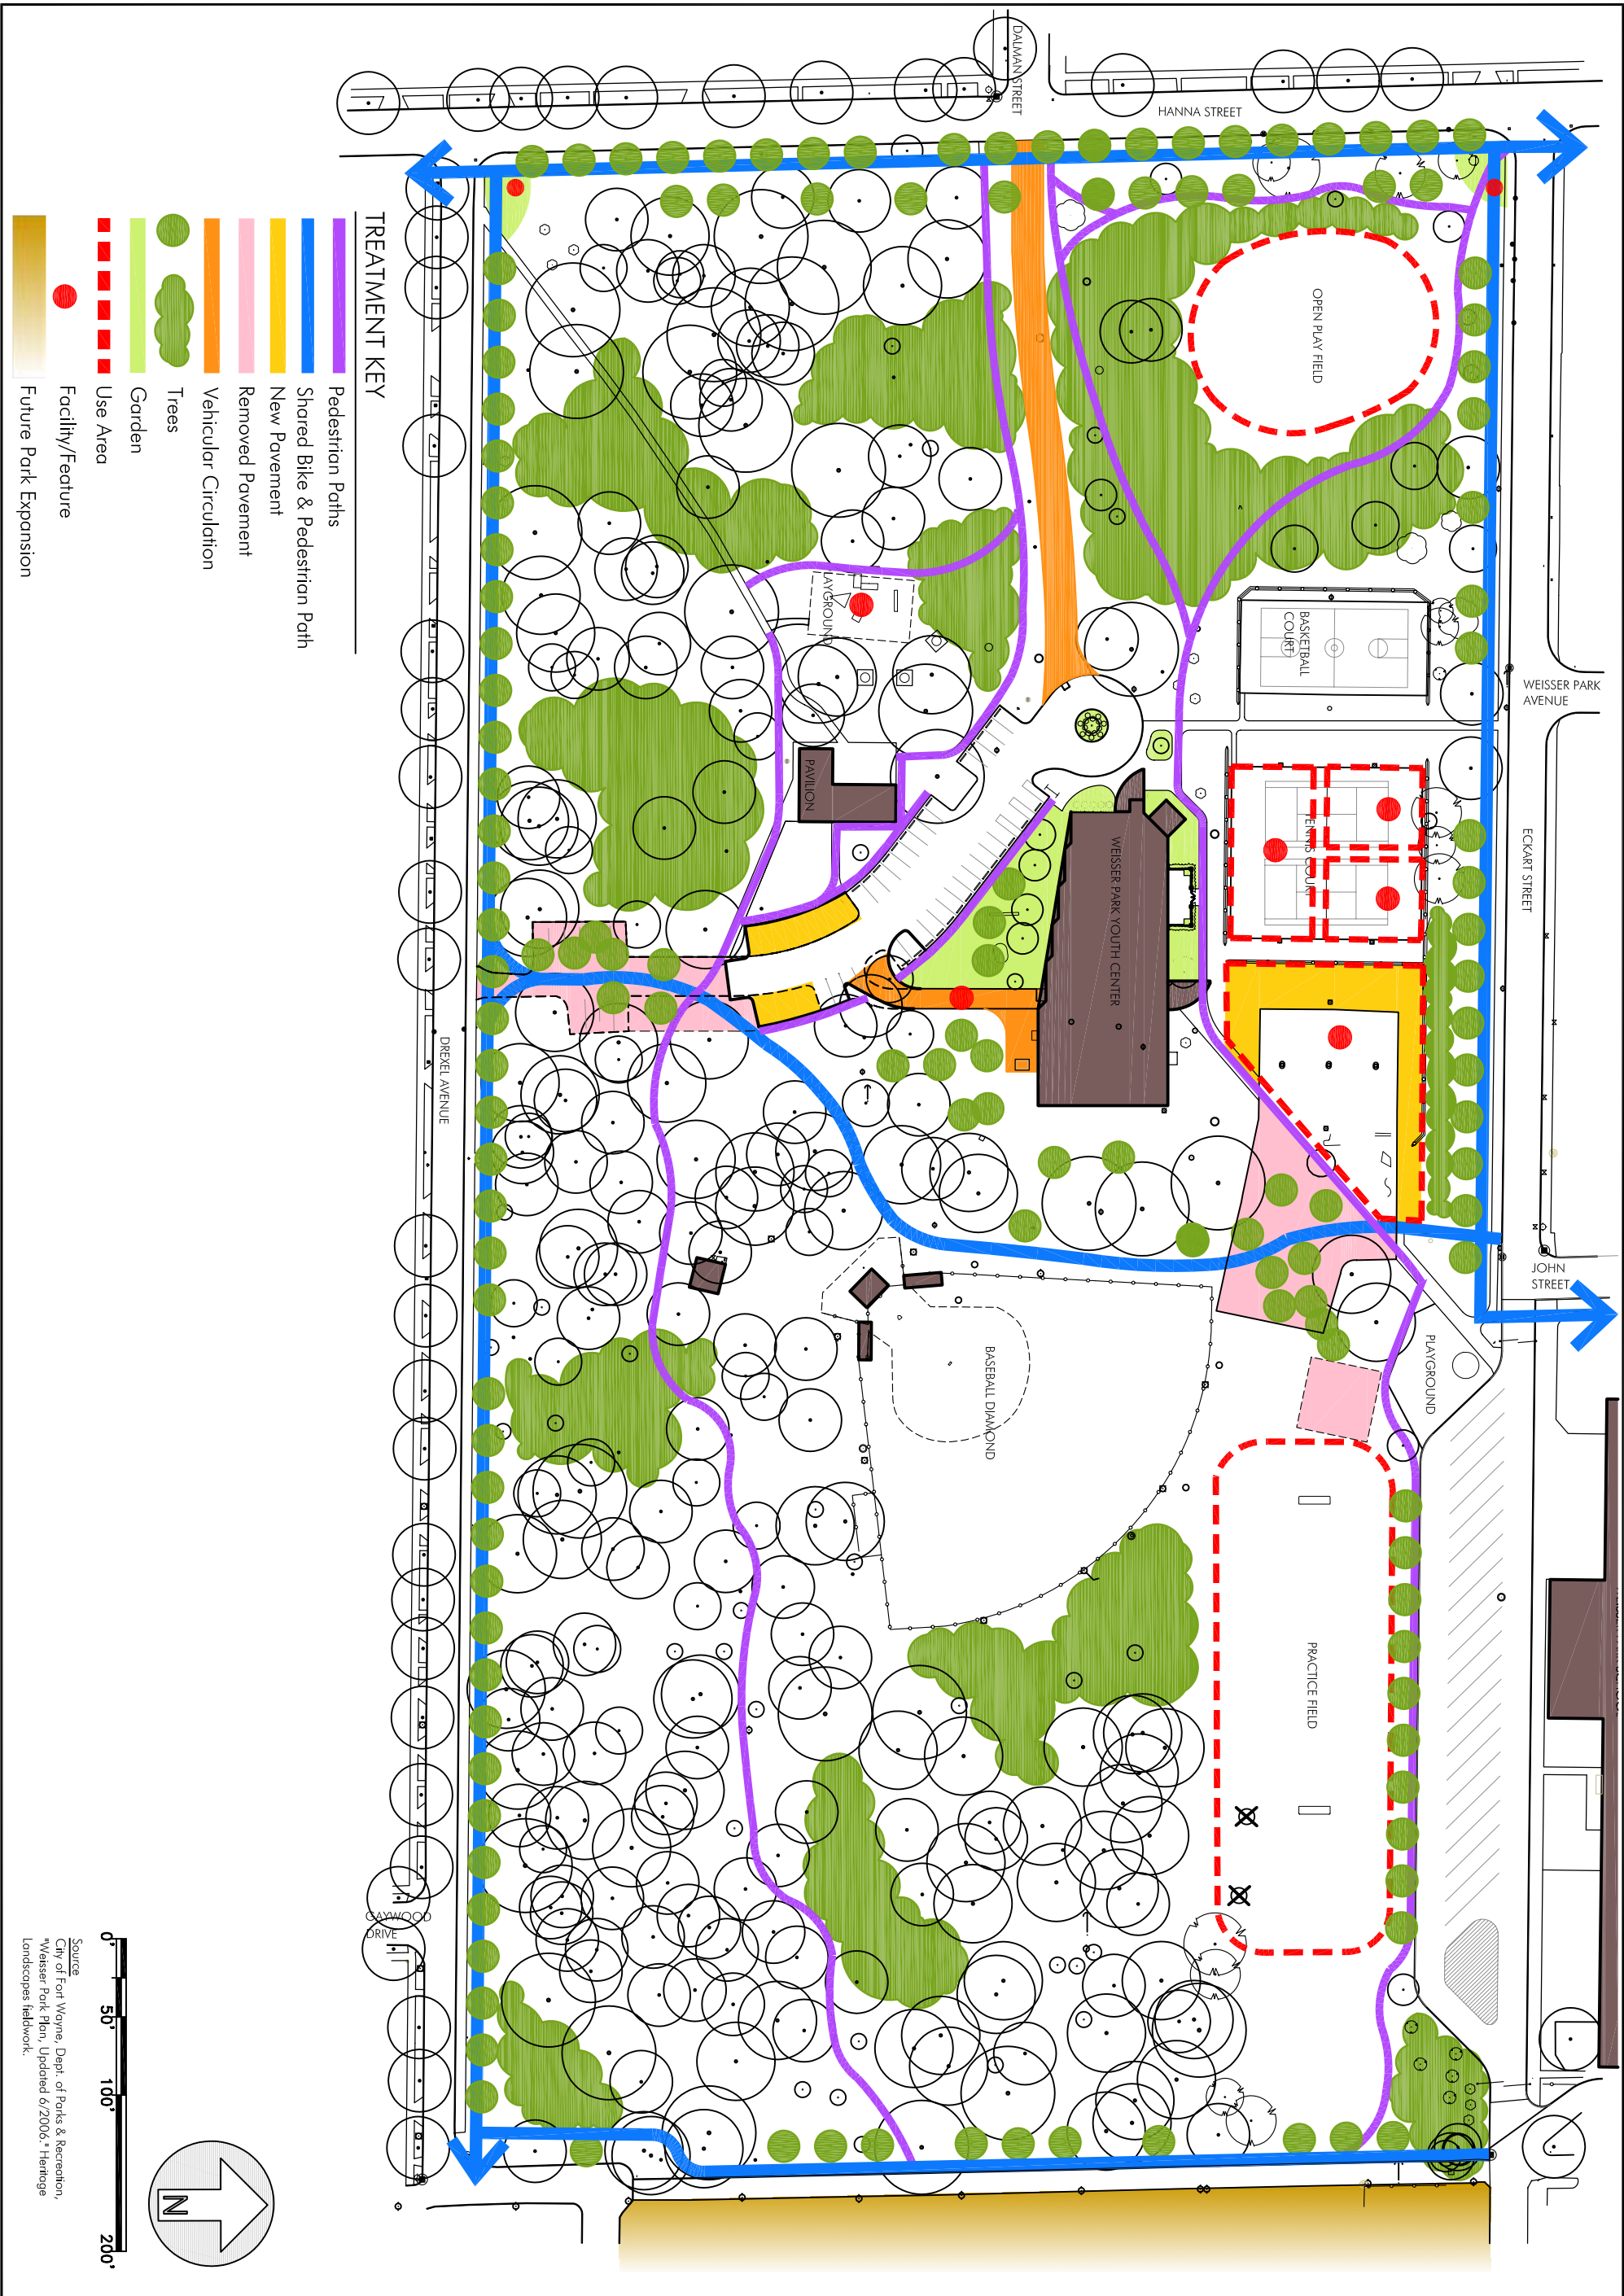 DALMAN STREET
HANNA STREET
OPEN PLAY FIELD
BASKETBALL
COURT
WEISSER PARK
AVENUE
TENNIS COURT
ECKART STREET
WEISSER PARK YOUTH CENTER
PAVILION
JOHN
STREET
PLAYGROUND
BASEBALL DIAMOND
PRACTICE FIELD
DREXEL AVENUE
GAYWOOD
DRIVE
TREATMENT KEY
Pedestrian Paths
Shared Bike & Pedestrian Path
New Pavement
Removed Pavement
Vehicular Circulation
Trees
Garden
Use Area
Facility/Feature
Future Park Expansion
0'
50'
100'
200'
N
Source
City of Fort Wayne, Dept. of Parks & Recreation,
"Weisser Park Plan, Updated 6/2006." Heritage
Landscapes fieldwork.